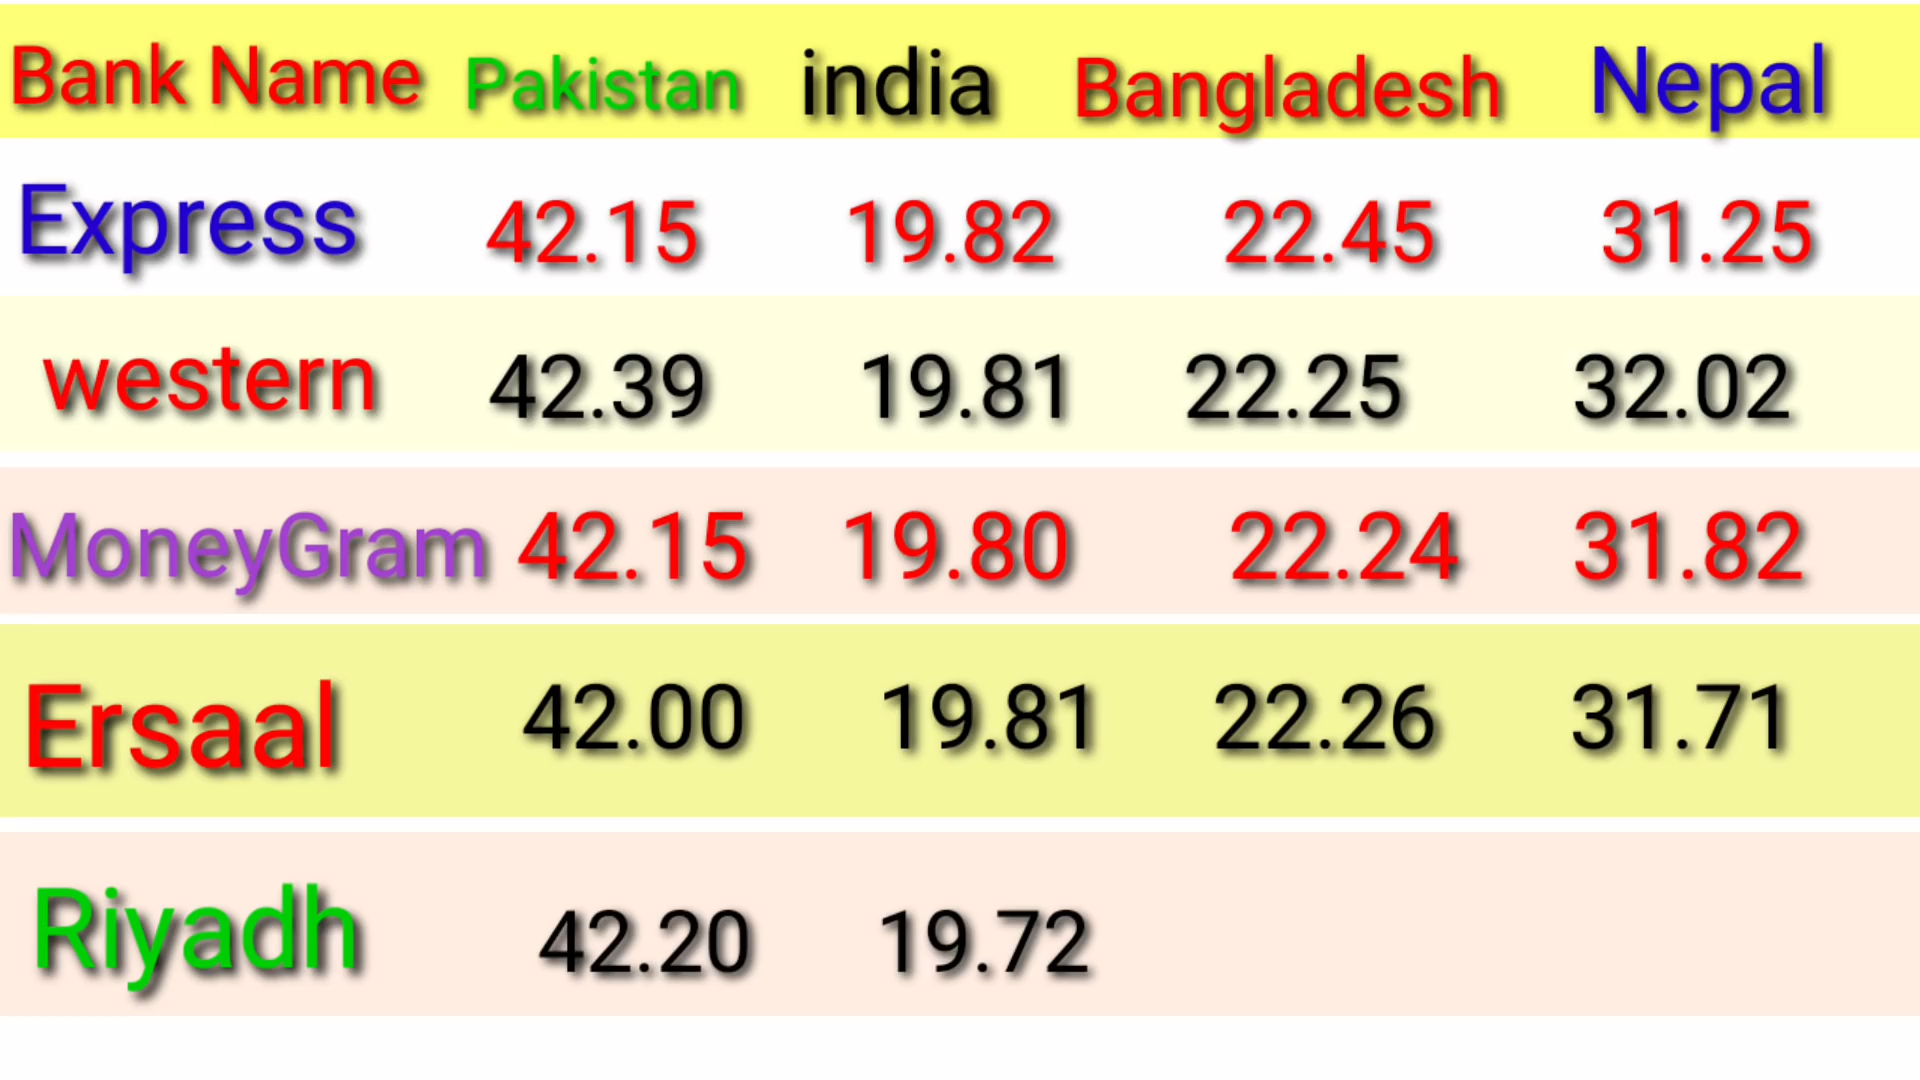 Bank Name Pakistan india Bangladesh Nepal
Express 42.15 19.82 22.45 31.25
western 42.39 19.81 22.25 32.02
MoneyGram 42.15 19.80 22.24 31.82
Ersaal 42.00 19.81 22.26 31.71
Riyadh 42.20 19.72